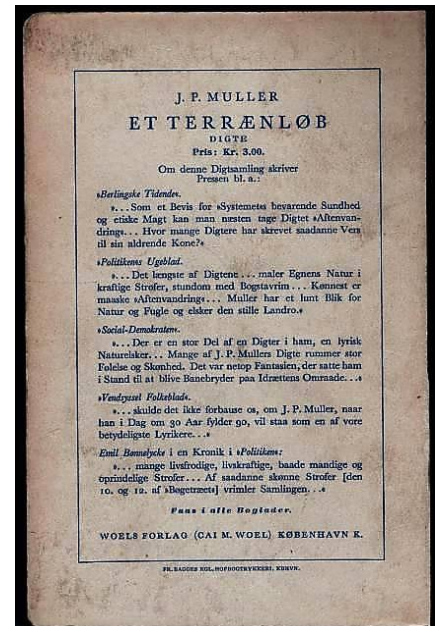 J. P. MULLER
ET TERRÆNLØB
DIGTE
Pris: Kr. 3.00.
Om denne Digtsamling skriver
Pressen bl. a.:
»Berlingske Tidende«.
»... Som et Bevis for »Systemets« bevarende Sundhed
og etiske Magt kan man næsten tage Digtet »Aftenvan-
dring«... Hvor mange Digtere har skrevet saadanne Vers
til sin aldrende Kone?«
»Politikens Ugeblad.
»... Det længste af Digtene ... maler Egnens Natur i
kraftige Strofer, stundom med Bogstavrim ... Kønnest er
maaske »Aftenvandring«... Muller har et lunt Blik for
Natur og Fugle og elsker den stille Landro.«
»Social-Demokraten«.
»... Der er en stor Del af en Digter i ham, en lyrisk
Naturelsker... Mange af J. P. Mullers Digte rummer stor
Følelse og Skønhed. Det var netop Fantasien, der satte ham
i Stand til at blive Banebryder paa Idrættens Omraade...«
»Vendsyssel Folkeblad«.
»... skulde det ikke forbause os, om J. P. Muller, naar
han i Dag om 30 Aar fylder 90, vil staa som en af vore
betydeligste Lyrikere...«
Emil Bønnelycke i en Kronik i »Politiken«:
»... mange livsfrodige, livskraftige, baade mandige og
oprindelige Strofer... Af saadanne skønne Strofer [den
10. og 12. af »Bøgetræet«] vrimler Samlingen...«
Faas i alle Boglader.
WOELS FORLAG (CAI M. WOEL) KØBENHAVN K.
FR. BAGGES KGL. HOFBOGTRYKKERI. KBHVN.